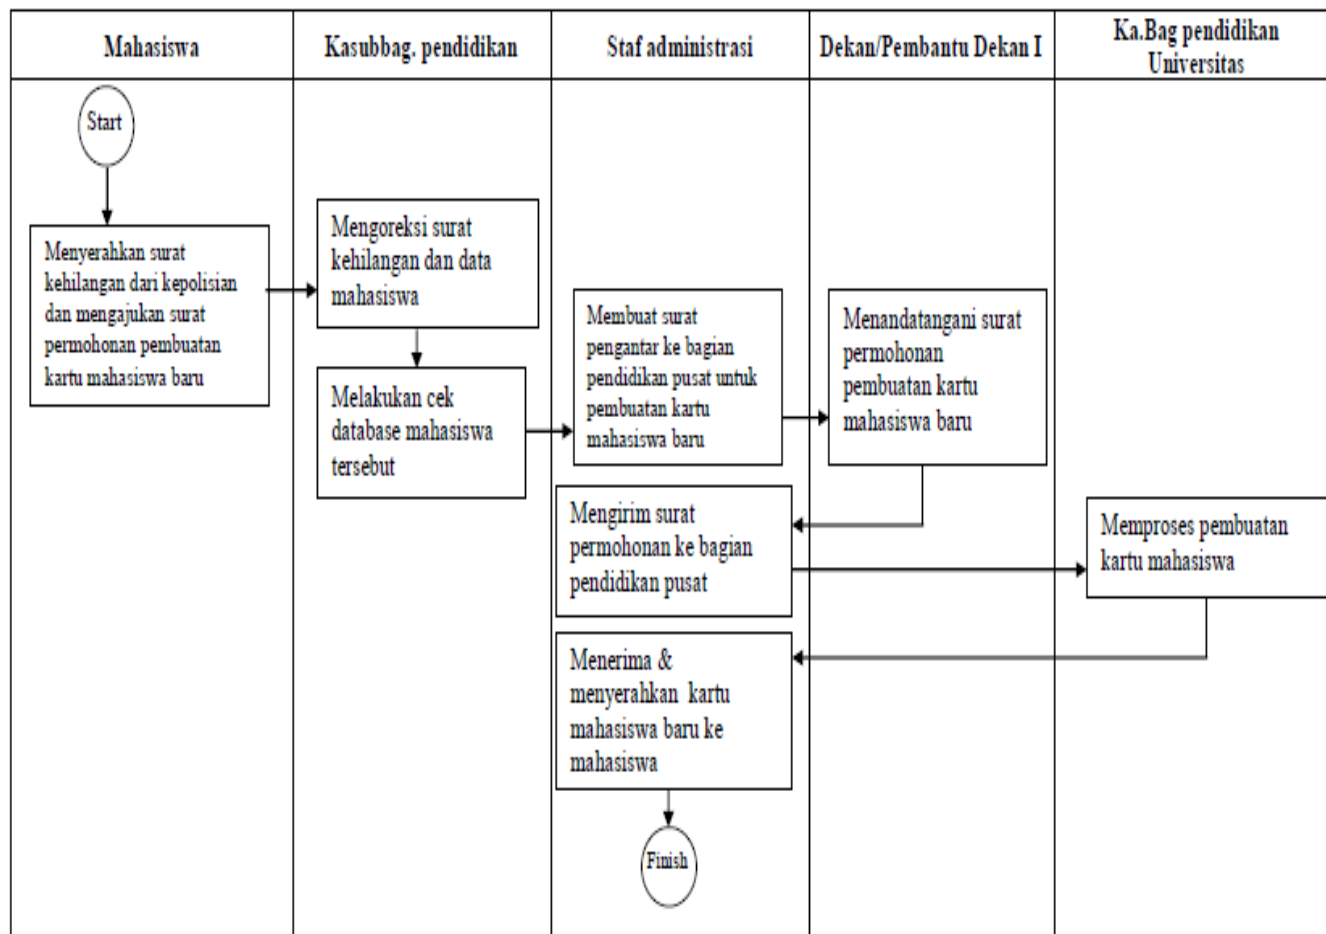 Mahasiswa
Kasubbag. pendidikan
Staf administrasi
Dekan/Pembantu Dekan I
Ka.Bag pendidikan
Universitas
Start
Menyerahkan surat
kehilangan dari kepolisian
dan mengajukan surat
permohonan pembuatan
kartu mahasiswa baru
Mengoreksi surat
kehilangan dan data
mahasiswa
Melakukan cek
database mahasiswa
tersebut
Membuat surat
pengantar ke bagian
pendidikan pusat untuk
pembuatan kartu
mahasiswa baru
Menandatangani surat
permohonan
pembuatan kartu
mahasiswa baru
Mengirim surat
permohonan ke bagian
pendidikan pusat
Memproses pembuatan
kartu mahasiswa
Menerima &
menyerahkan kartu
mahasiswa baru ke
mahasiswa
Finish